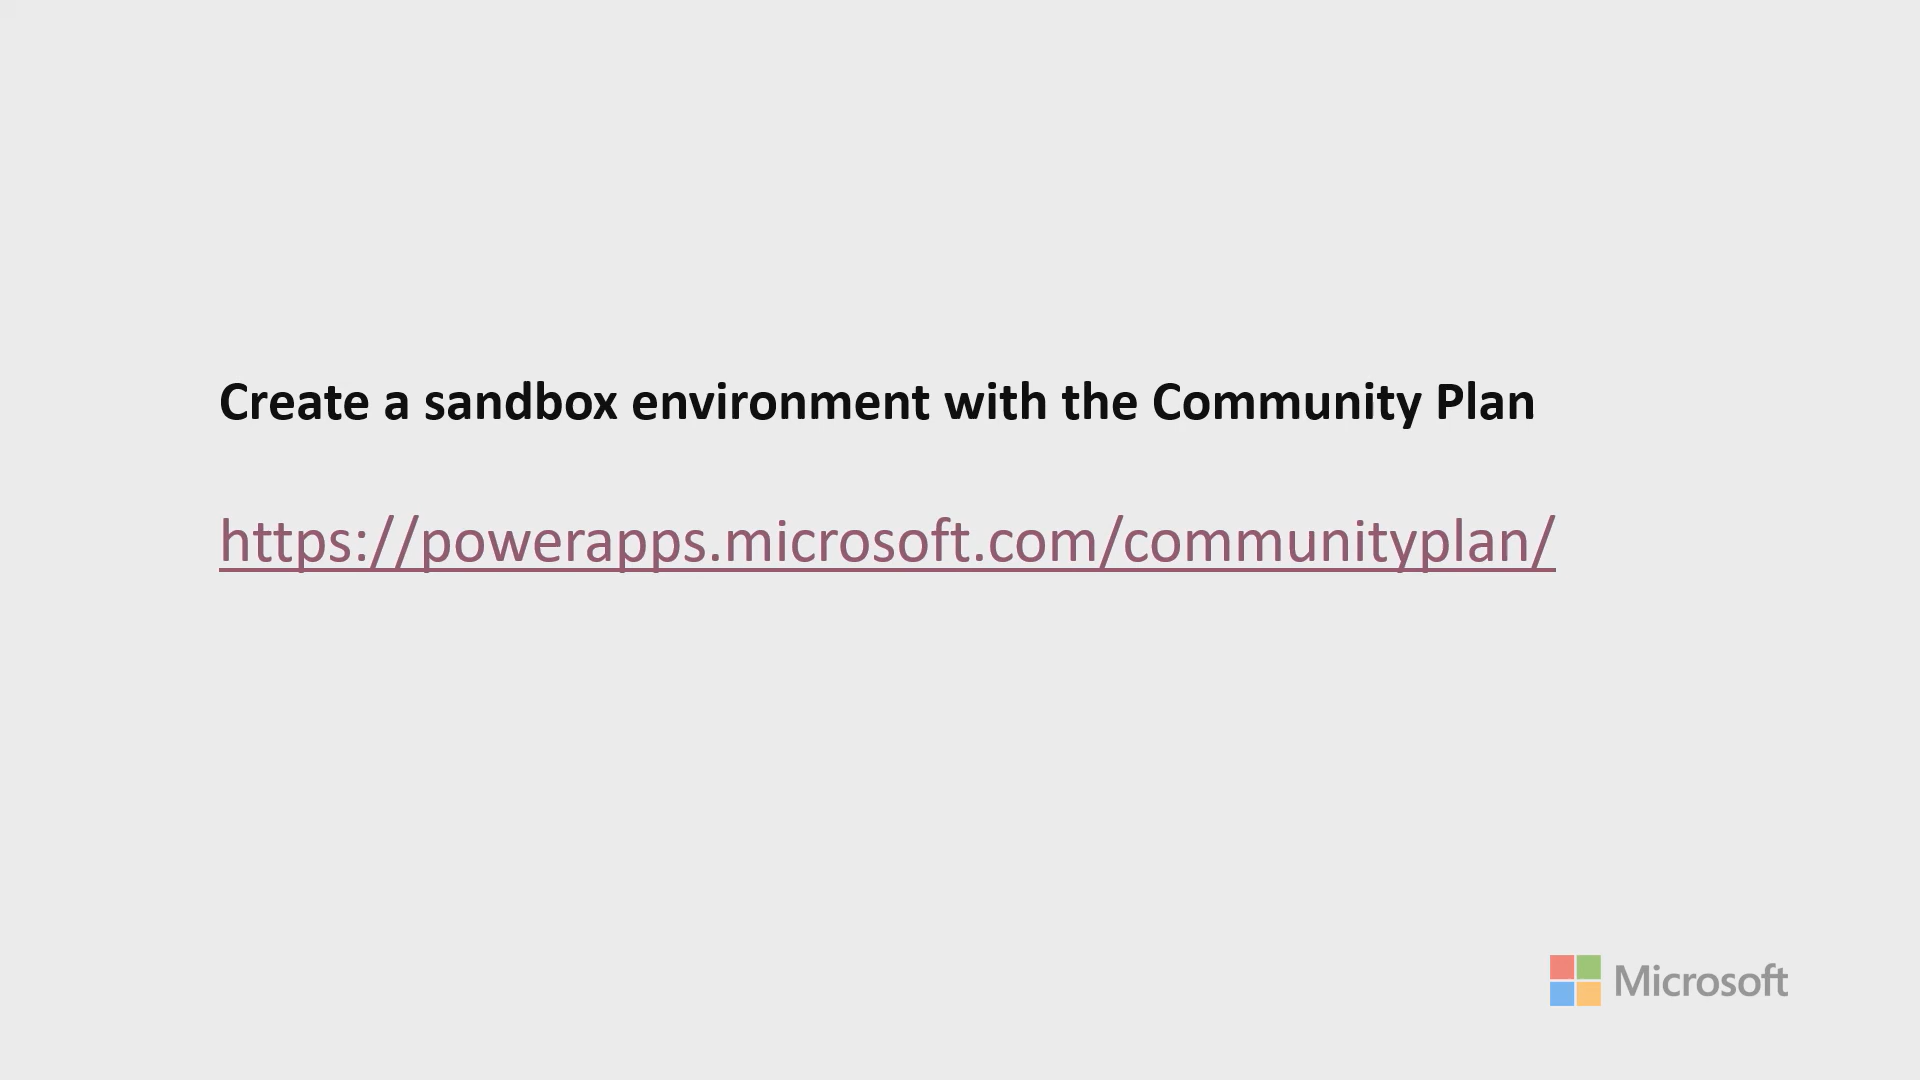 Create a sandbox environment with the Community Plan
https://powerapps.microsoft.com/communityplan/
Microsoft